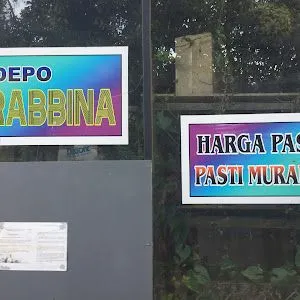 DEPO
RABBINA
HARGA PAS
PASTI MURA